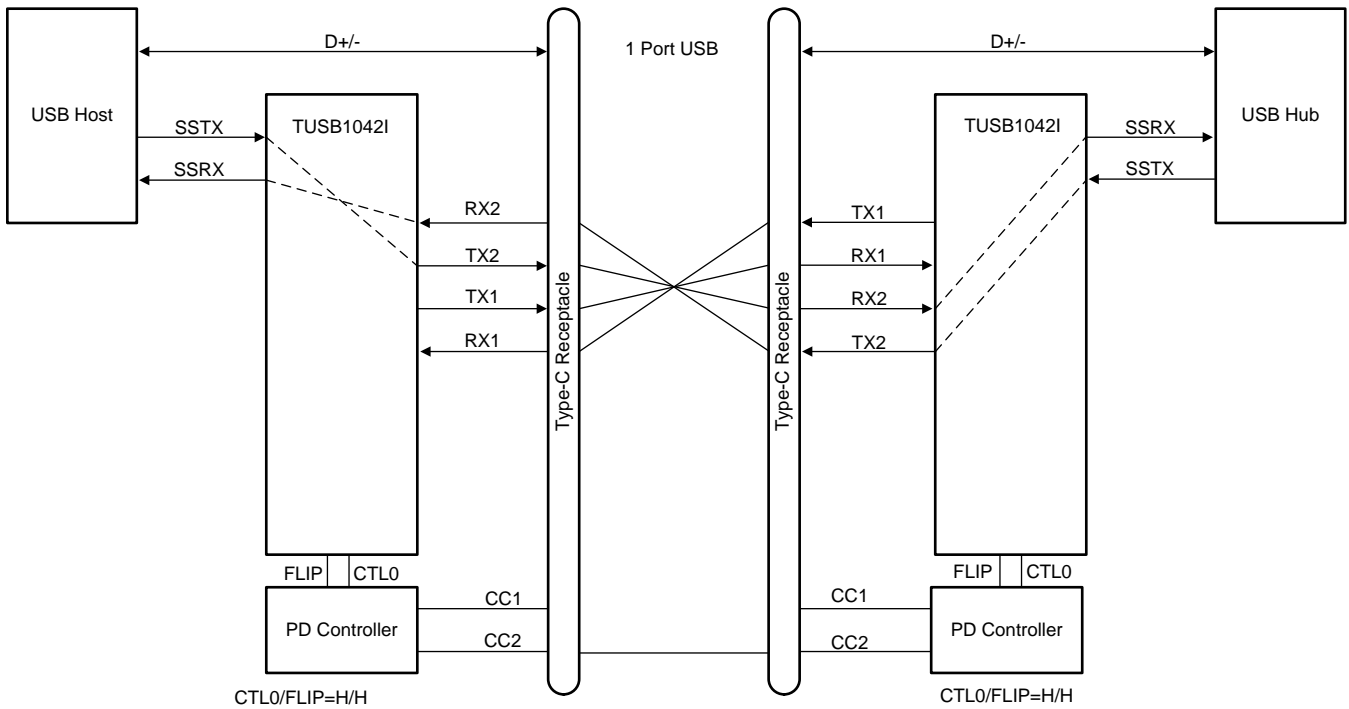 D+/-
1 Port USB
D+/-
USB Host
TUSB1042I
TUSB1042I
USB Hub
SSTX
SSRX
SSRX
SSTX
RX2
TX1
TX2
RX1
TX1
RX2
RX1
TX2
Type-C Receptacle
Type-C Receptacle
FLIP
CTL0
FLIP
CTL0
CC1
CC1
PD Controller
PD Controller
CC2
CC2
CTL0/FLIP=H/H
CTL0/FLIP=H/H